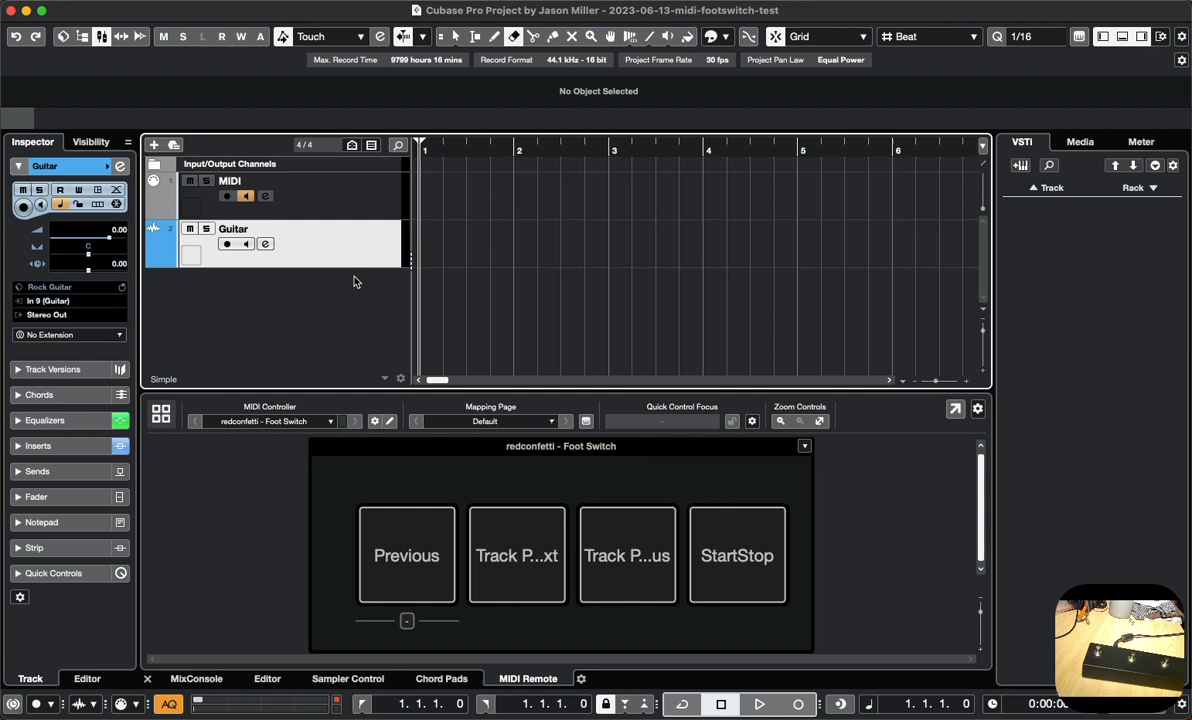 Cubase Pro Project by Jason Miller - 2023-06-13-midi-footswitch-test
M S L R W A Touch Grid Beat Q 1/16
Max. Record Time 9799 hours 16 mins Record Format 44.1 kHz - 16 bit Project Frame Rate 30 fps Project Pan Law Equal Power
No Object Selected
Inspector Visibility
4/4
1 2 3 4 5 6
VSTi Media Meter
Guitar
Input/Output Channels
1 M S MIDI
Track Rack
M S R W
2 M S Guitar
0.00
C
0.00
Rock Guitar
In 9 (Guitar)
Stereo Out
No Extension
Track Versions
Simple
Chords
Equalizers
Inserts
Sends
Fader
Notepad
Strip
Quick Controls
MIDI Controller Mapping Page Quick Control Focus Zoom Controls
redconfetti - Foot Switch Default -
redconfetti - Foot Switch
Previous Track P...xt Track P...us StartStop
-
Track Editor MixConsole Editor Sampler Control Chord Pads MIDI Remote
AQ 1. 1. 1. 0 1. 1. 1. 0 1. 1. 1. 0 0:00:0